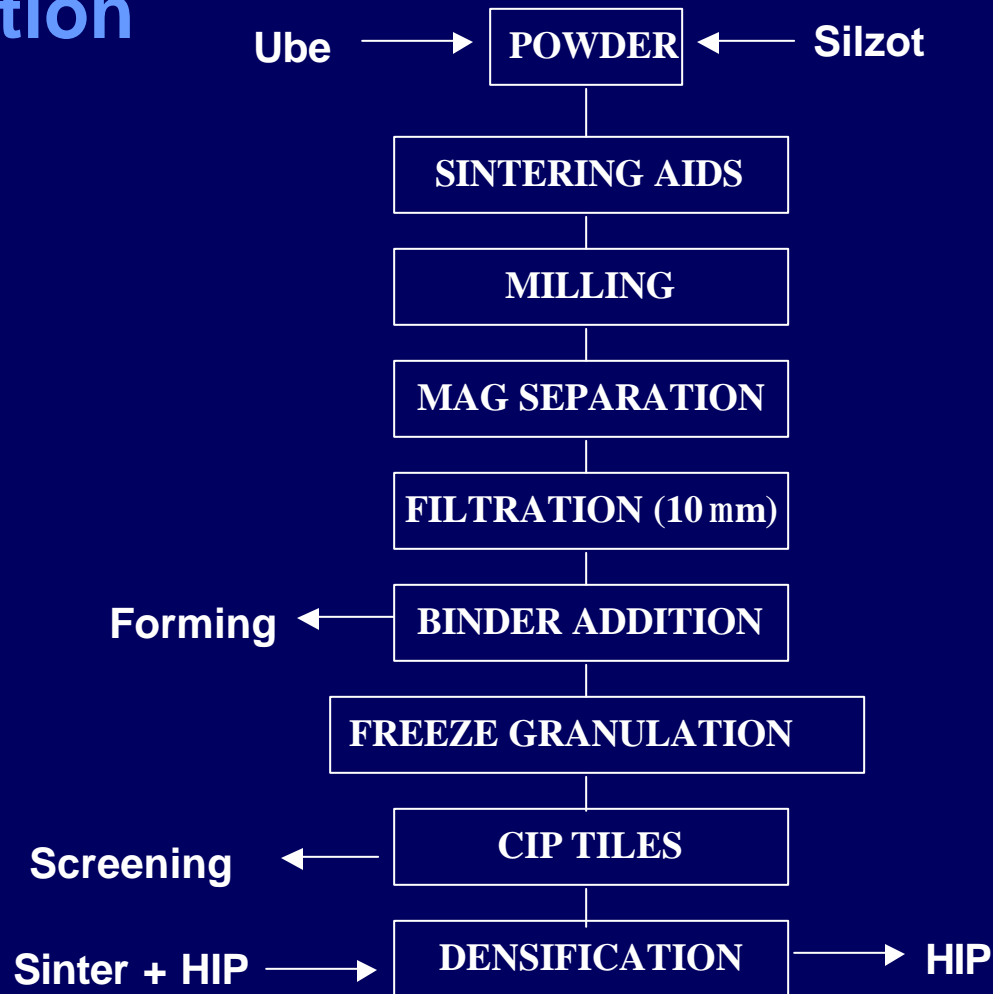 tion
Ube POWDER Silzot
SINTERING AIDS
MILLING
MAG SEPARATION
FILTRATION (10 mm)
Forming BINDER ADDITION
FREEZE GRANULATION
CIP TILES
Screening
Sinter + HIP DENSIFICATION HIP